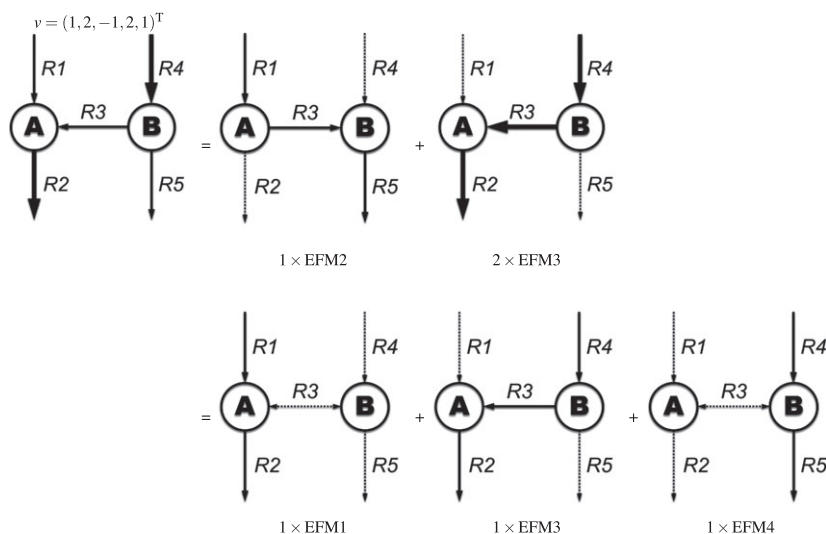 v = (1, 2, −1, 2, 1)ᵀ
R1 R4 R1 R4 R1 R4
A R3 B = A R3 B + A R3 B
R2 R5 R2 R5 R2 R5
1 × EFM2 2 × EFM3
R1 R4 R1 R4 R1 R4
= A R3 B + A R3 B + A R3 B
R2 R5 R2 R5 R2 R5
1 × EFM1 1 × EFM3 1 × EFM4